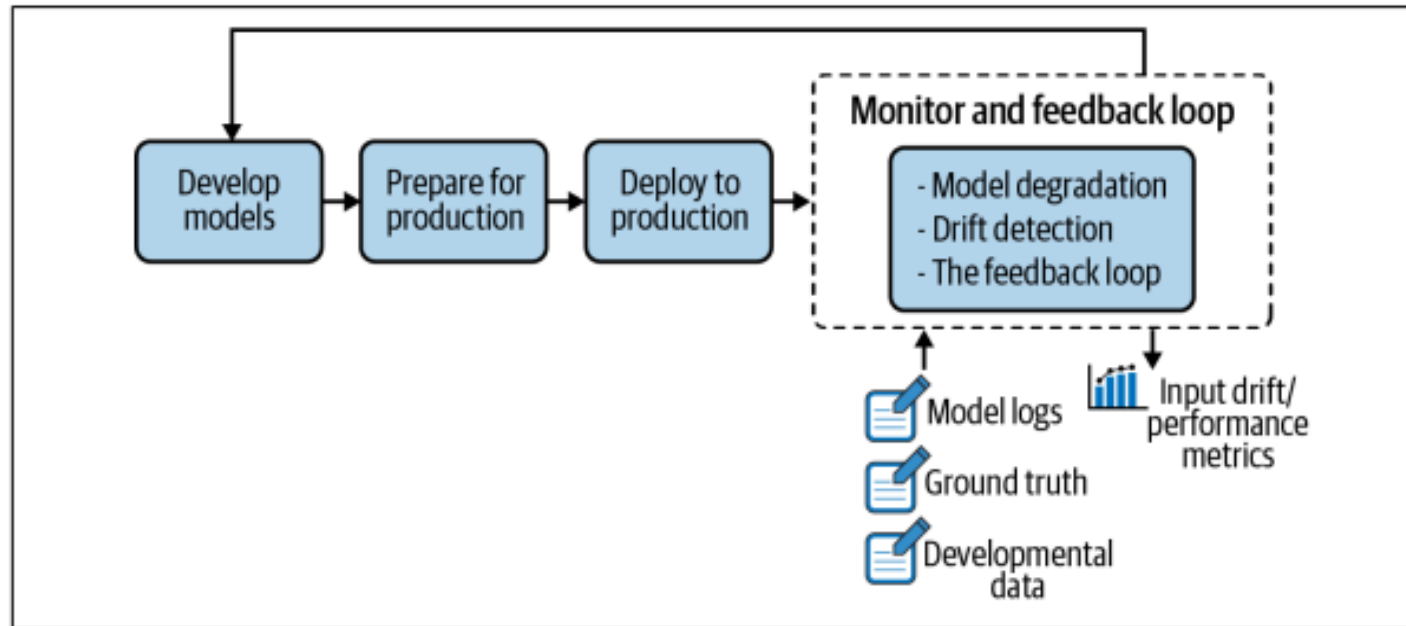 Monitor and feedback loop
Develop
models
Prepare for
production
Deploy to
production
- Model degradation
- Drift detection
- The feedback loop
Model logs
Ground truth
Developmental
data
Input drift/
performance
metrics